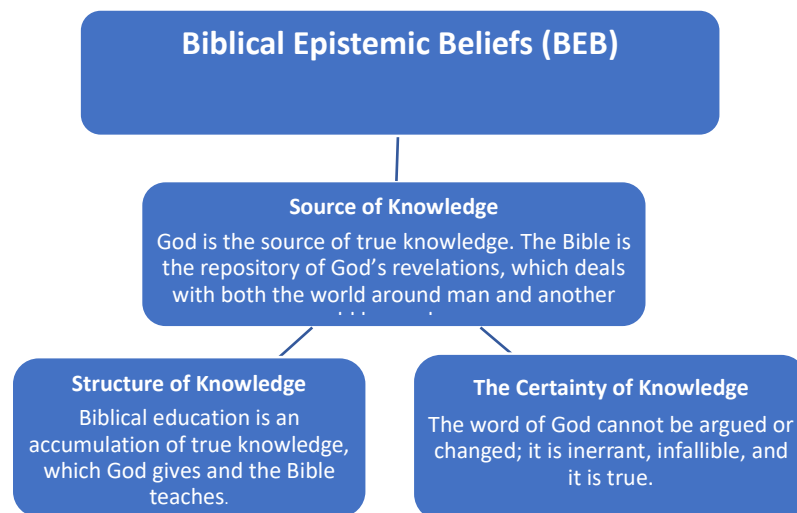 Biblical Epistemic Beliefs (BEB)
Source of Knowledge
God is the source of true knowledge. The Bible is
the repository of God’s revelations, which deals
with both the world around man and another
Structure of Knowledge
Biblical education is an
accumulation of true knowledge,
which God gives and the Bible
teaches.
The Certainty of Knowledge
The word of God cannot be argued or
changed; it is inerrant, infallible, and
it is true.